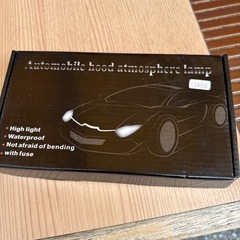 Automobile hood atmosphere lamp
• High light
• Waterproof
• Not afraid of bending
• with fuse